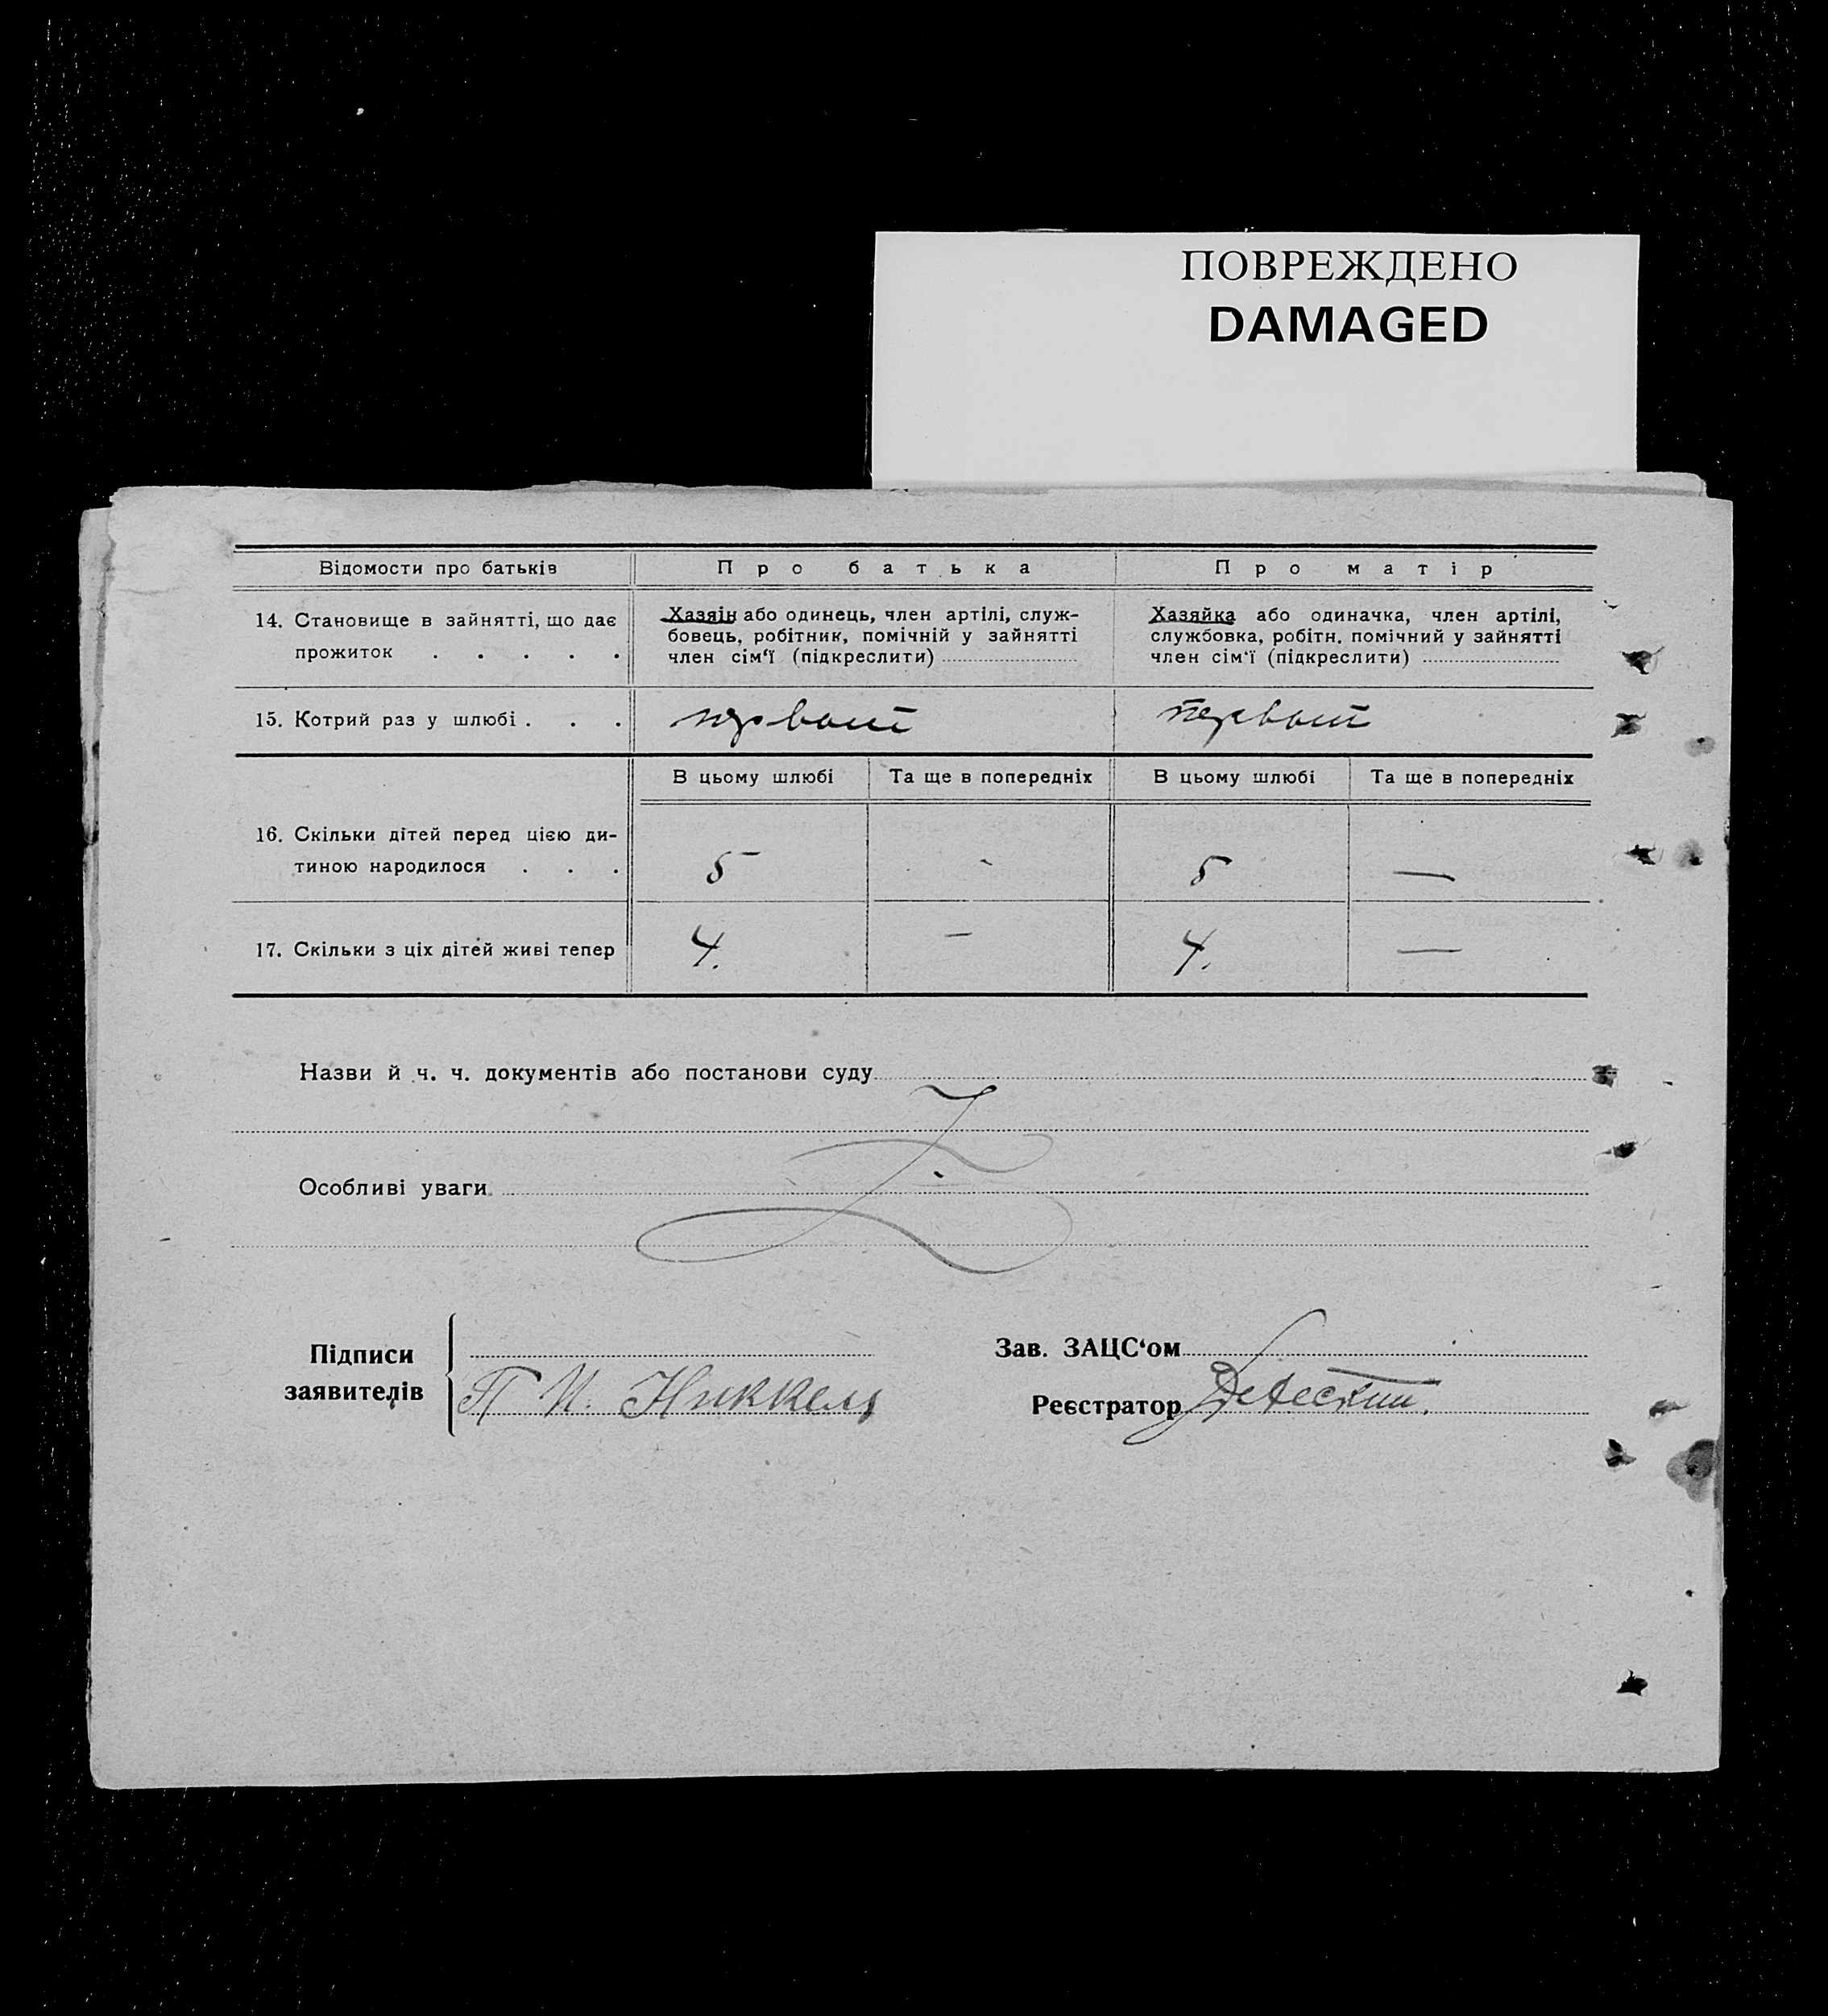 ПОВРЕЖДЕНО
DAMAGED
Відомости про батьків
Про батька
Про матір
14. Становище в зайнятті, що дає
прожиток . . . . .
Хазяїн або одинець, член артілі, служ-
бовець, робітник, помічній у зайнятті
член сім‘ї (підкреслити)
Хазяйка або одиначка, член артілі,
службовка, робітн. помічний у зайнятті
член сім‘ї (підкреслити)
15. Котрий раз у шлюбі . . .
первый
первый
В цьому шлюбі
Та ще в попередніх
В цьому шлюбі
Та ще в попередніх
16. Скільки дітей перед цією ди-
тиною народилося . . .
5
-
5
—
17. Скільки з ціх дітей живі тепер
4.
—
4.
—
Назви й ч. ч. документів або постанови суду
Особливі уваги
Підписи
заявителів
П И. Никкель
Зав. ЗАЦС‘ом
Реєстратор